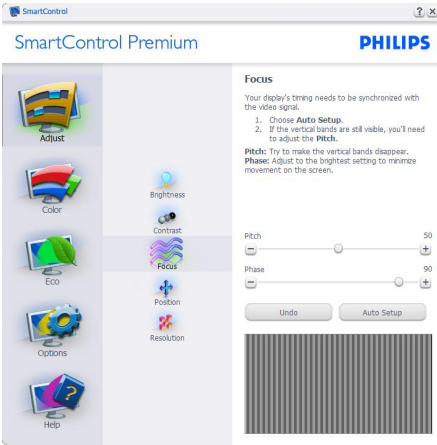 SmartControl
SmartControl Premium
PHILIPS
Adjust
Color
Eco
Options
Help
Brightness
Contrast
Focus
Position
Resolution
Focus
Your display's timing needs to be synchronized with
the video signal.
1. Choose Auto Setup.
2. If the vertical bands are still visible, you'll need
to adjust the Pitch.
Pitch: Try to make the vertical bands disappear.
Phase: Adjust to the brightest setting to minimize
movement on the screen.
Pitch 50
Phase 90
Undo Auto Setup